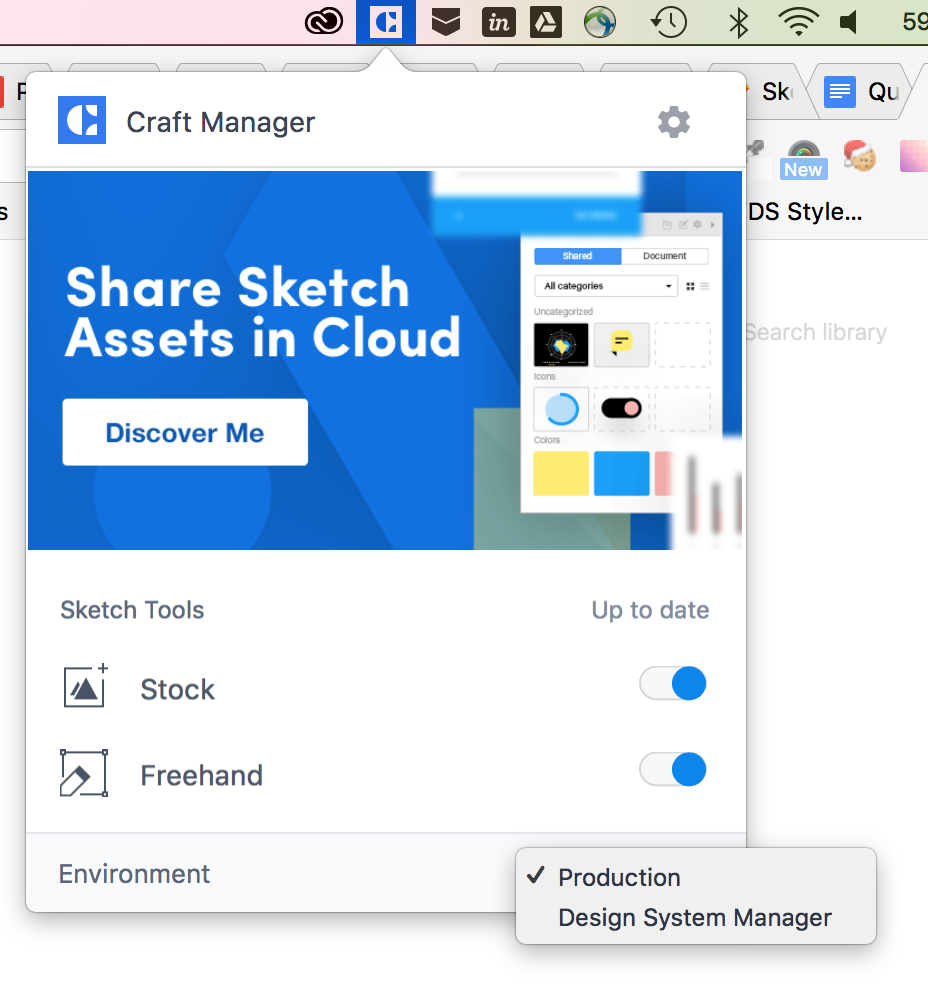 in
59
P
Sk
Qu
Craft Manager
New
s
DS Style...
Share Sketch
Assets in Cloud
Discover Me
Shared
Document
All categories
Uncategorized
Icons
Colors
Search library
Sketch Tools
Up to date
Stock
Freehand
Environment
Production
Design System Manager